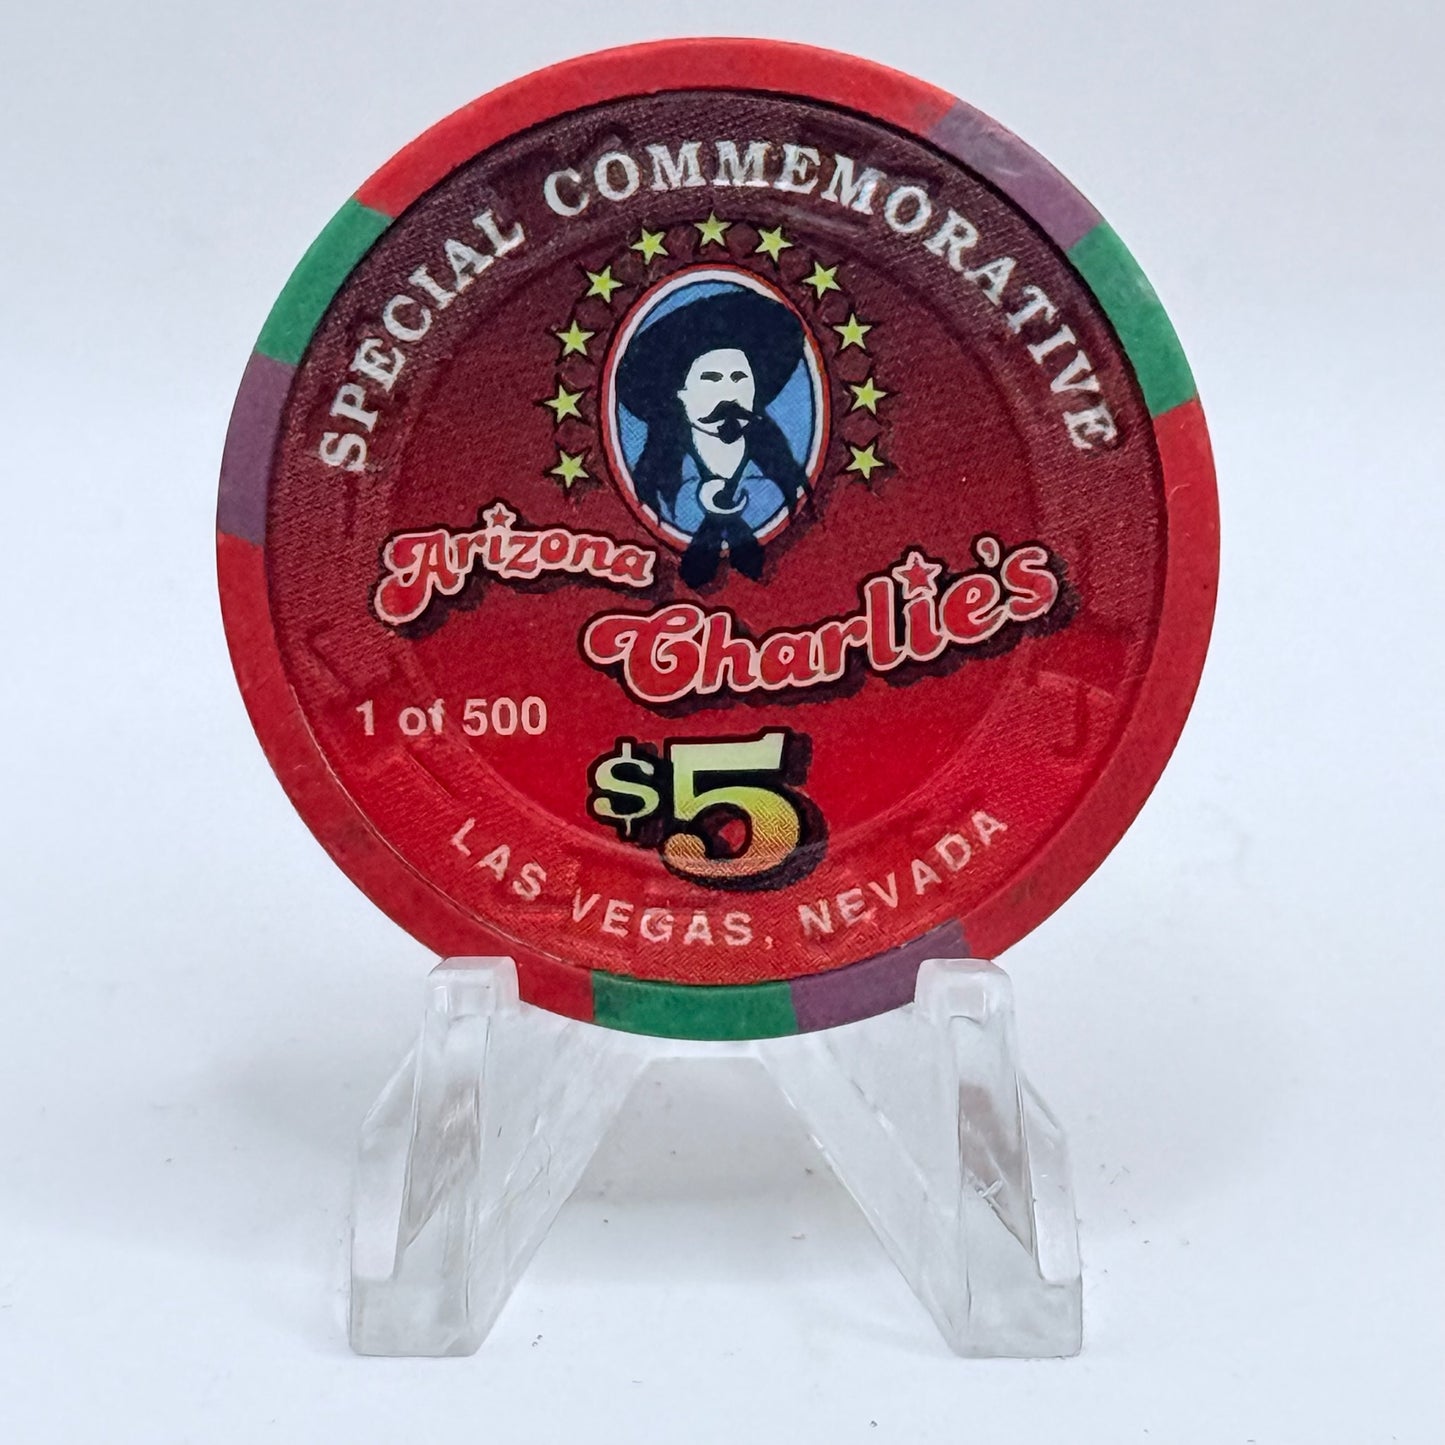 SPECIAL COMMEMORATIVE
Arizona
Charlie's
1 of 500
$5
LAS VEGAS, NEVADA